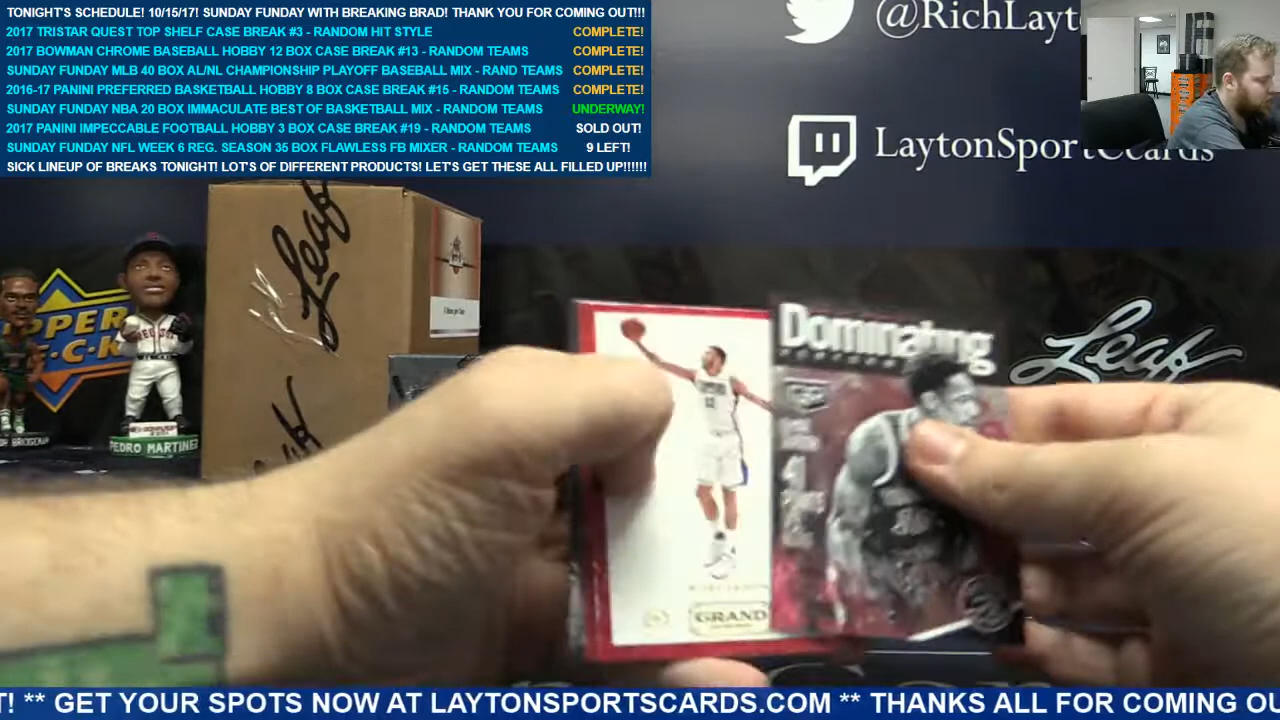 TONIGHT'S SCHEDULE! 10/15/17! SUNDAY FUNDAY WITH BREAKING BRAD! THANK YOU FOR COMING OUT!!!
2017 TRISTAR QUEST TOP SHELF CASE BREAK #3 - RANDOM HIT STYLE COMPLETE!
2017 BOWMAN CHROME BASEBALL HOBBY 12 BOX CASE BREAK #13 - RANDOM TEAMS COMPLETE!
SUNDAY FUNDAY MLB 40 BOX AL/NL CHAMPIONSHIP PLAYOFF BASEBALL MIX - RAND TEAMS COMPLETE!
2016-17 PANINI PREFERRED BASKETBALL HOBBY 8 BOX CASE BREAK #15 - RANDOM TEAMS COMPLETE!
SUNDAY FUNDAY NBA 20 BOX IMMACULATE BEST OF BASKETBALL MIX - RANDOM TEAMS UNDERWAY!
2017 PANINI IMPECCABLE FOOTBALL HOBBY 3 BOX CASE BREAK #19 - RANDOM TEAMS SOLD OUT!
SUNDAY FUNDAY NFL WEEK 6 REG. SEASON 35 BOX FLAWLESS FB MIXER - RANDOM TEAMS 9 LEFT!
SICK LINEUP OF BREAKS TONIGHT! LOT'S OF DIFFERENT PRODUCTS! LET'S GET THESE ALL FILLED UP!!!!!!
@RichLayt
LaytonSportCcards
Leaf
Dominating
Leaf
PEDRO MARTINEZ
GRAND
T! ** GET YOUR SPOTS NOW AT LAYTONSPORTSCARDS.COM ** THANKS ALL FOR COMING OU